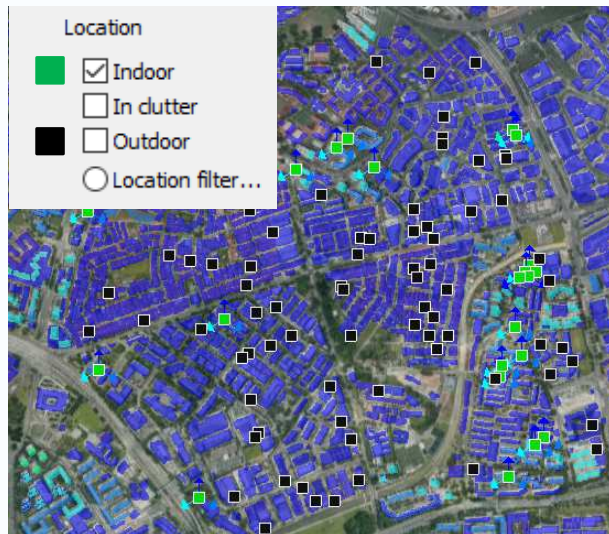 Location
Indoor
In clutter
Outdoor
Location filter...